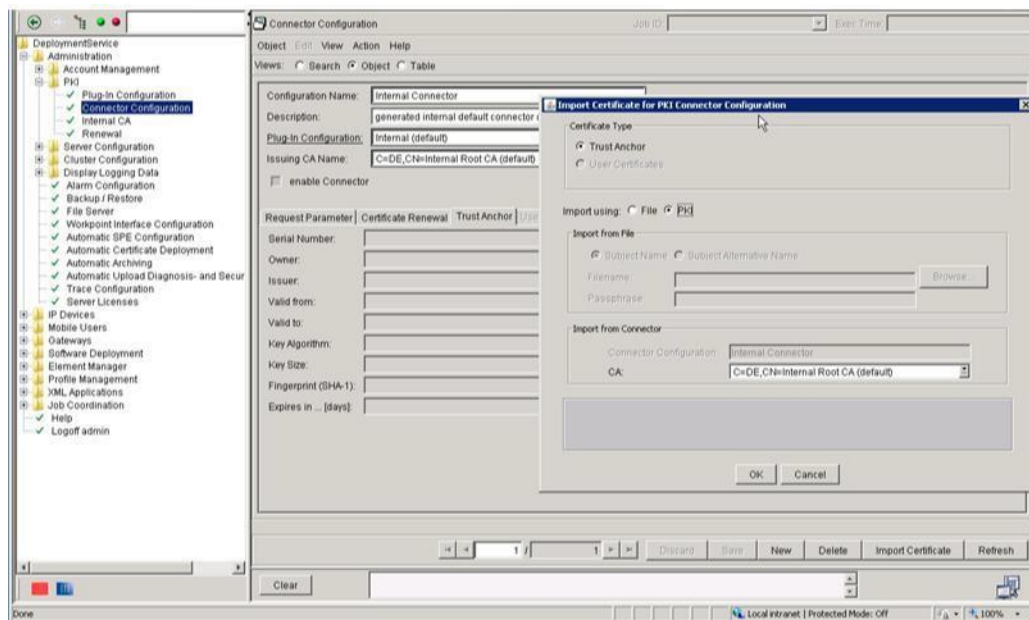 Connector Configuration
Job ID:
Exec Time:
DeploymentService
Administration
Account Management
PKI
Plug-In Configuration
Connector Configuration
Internal CA
Renewal
Server Configuration
Cluster Configuration
Display Logging Data
Alarm Configuration
Backup / Restore
File Server
Workpoint Interface Configuration
Automatic SPE Configuration
Automatic Certificate Deployment
Automatic Archiving
Automatic Upload Diagnosis- and Secur
Trace Configuration
Server Licenses
IP Devices
Mobile Users
Gateways
Software Deployment
Element Manager
Profile Management
XML Applications
Job Coordination
Help
Logoff admin
Object Edit View Action Help
Views: Search Object Table
Configuration Name: Internal Connector
Description: generated internal default connector
Plug-In Configuration: Internal (default)
Issuing CA Name: C=DE,CN=Internal Root CA (default)
enable Connector
Request Parameter Certificate Renewal Trust Anchor Use
Serial Number:
Owner:
Issuer:
Valid from:
Valid to:
Key Algorithm:
Key Size:
Fingerprint (SHA-1):
Expires in ... [days]:
Import Certificate for PKI Connector Configuration
Certificate Type
Trust Anchor
User Certificates
Import using: File PKI
Import from File
Subject Name Subject Alternative Name
Filename: Browse...
Passphrase
Import from Connector
Connector Configuration Internal Connector
CA: C=DE,CN=Internal Root CA (default)
OK Cancel
1 / 1 Discard Save New Delete Import Certificate Refresh
Clear
Done Local intranet | Protected Mode: Off 100%